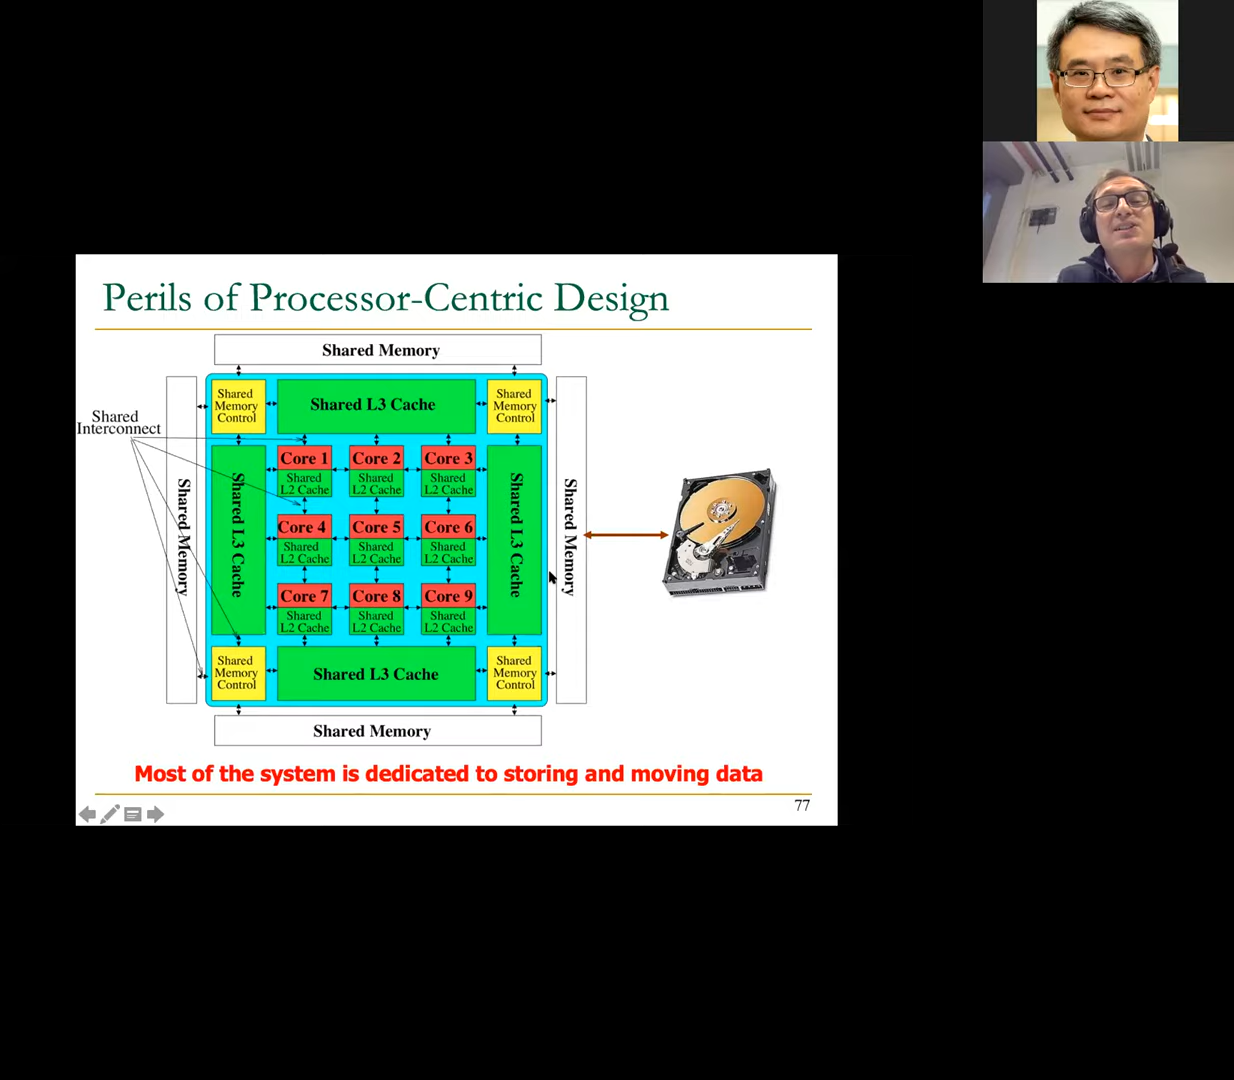 Perils of Processor-Centric Design
Shared Memory
Shared
Memory
Control
Shared L3 Cache
Shared
Memory
Control
Shared
Interconnect
Shared Memory
Shared L3 Cache
Core 1
Shared
L2 Cache
Core 2
Shared
L2 Cache
Core 3
Shared
L2 Cache
Core 4
Shared
L2 Cache
Core 5
Shared
L2 Cache
Core 6
Shared
L2 Cache
Core 7
Shared
L2 Cache
Core 8
Shared
L2 Cache
Core 9
Shared
L2 Cache
Shared L3 Cache
Shared Memory
Shared
Memory
Control
Shared L3 Cache
Shared
Memory
Control
Shared Memory
Most of the system is dedicated to storing and moving data
77